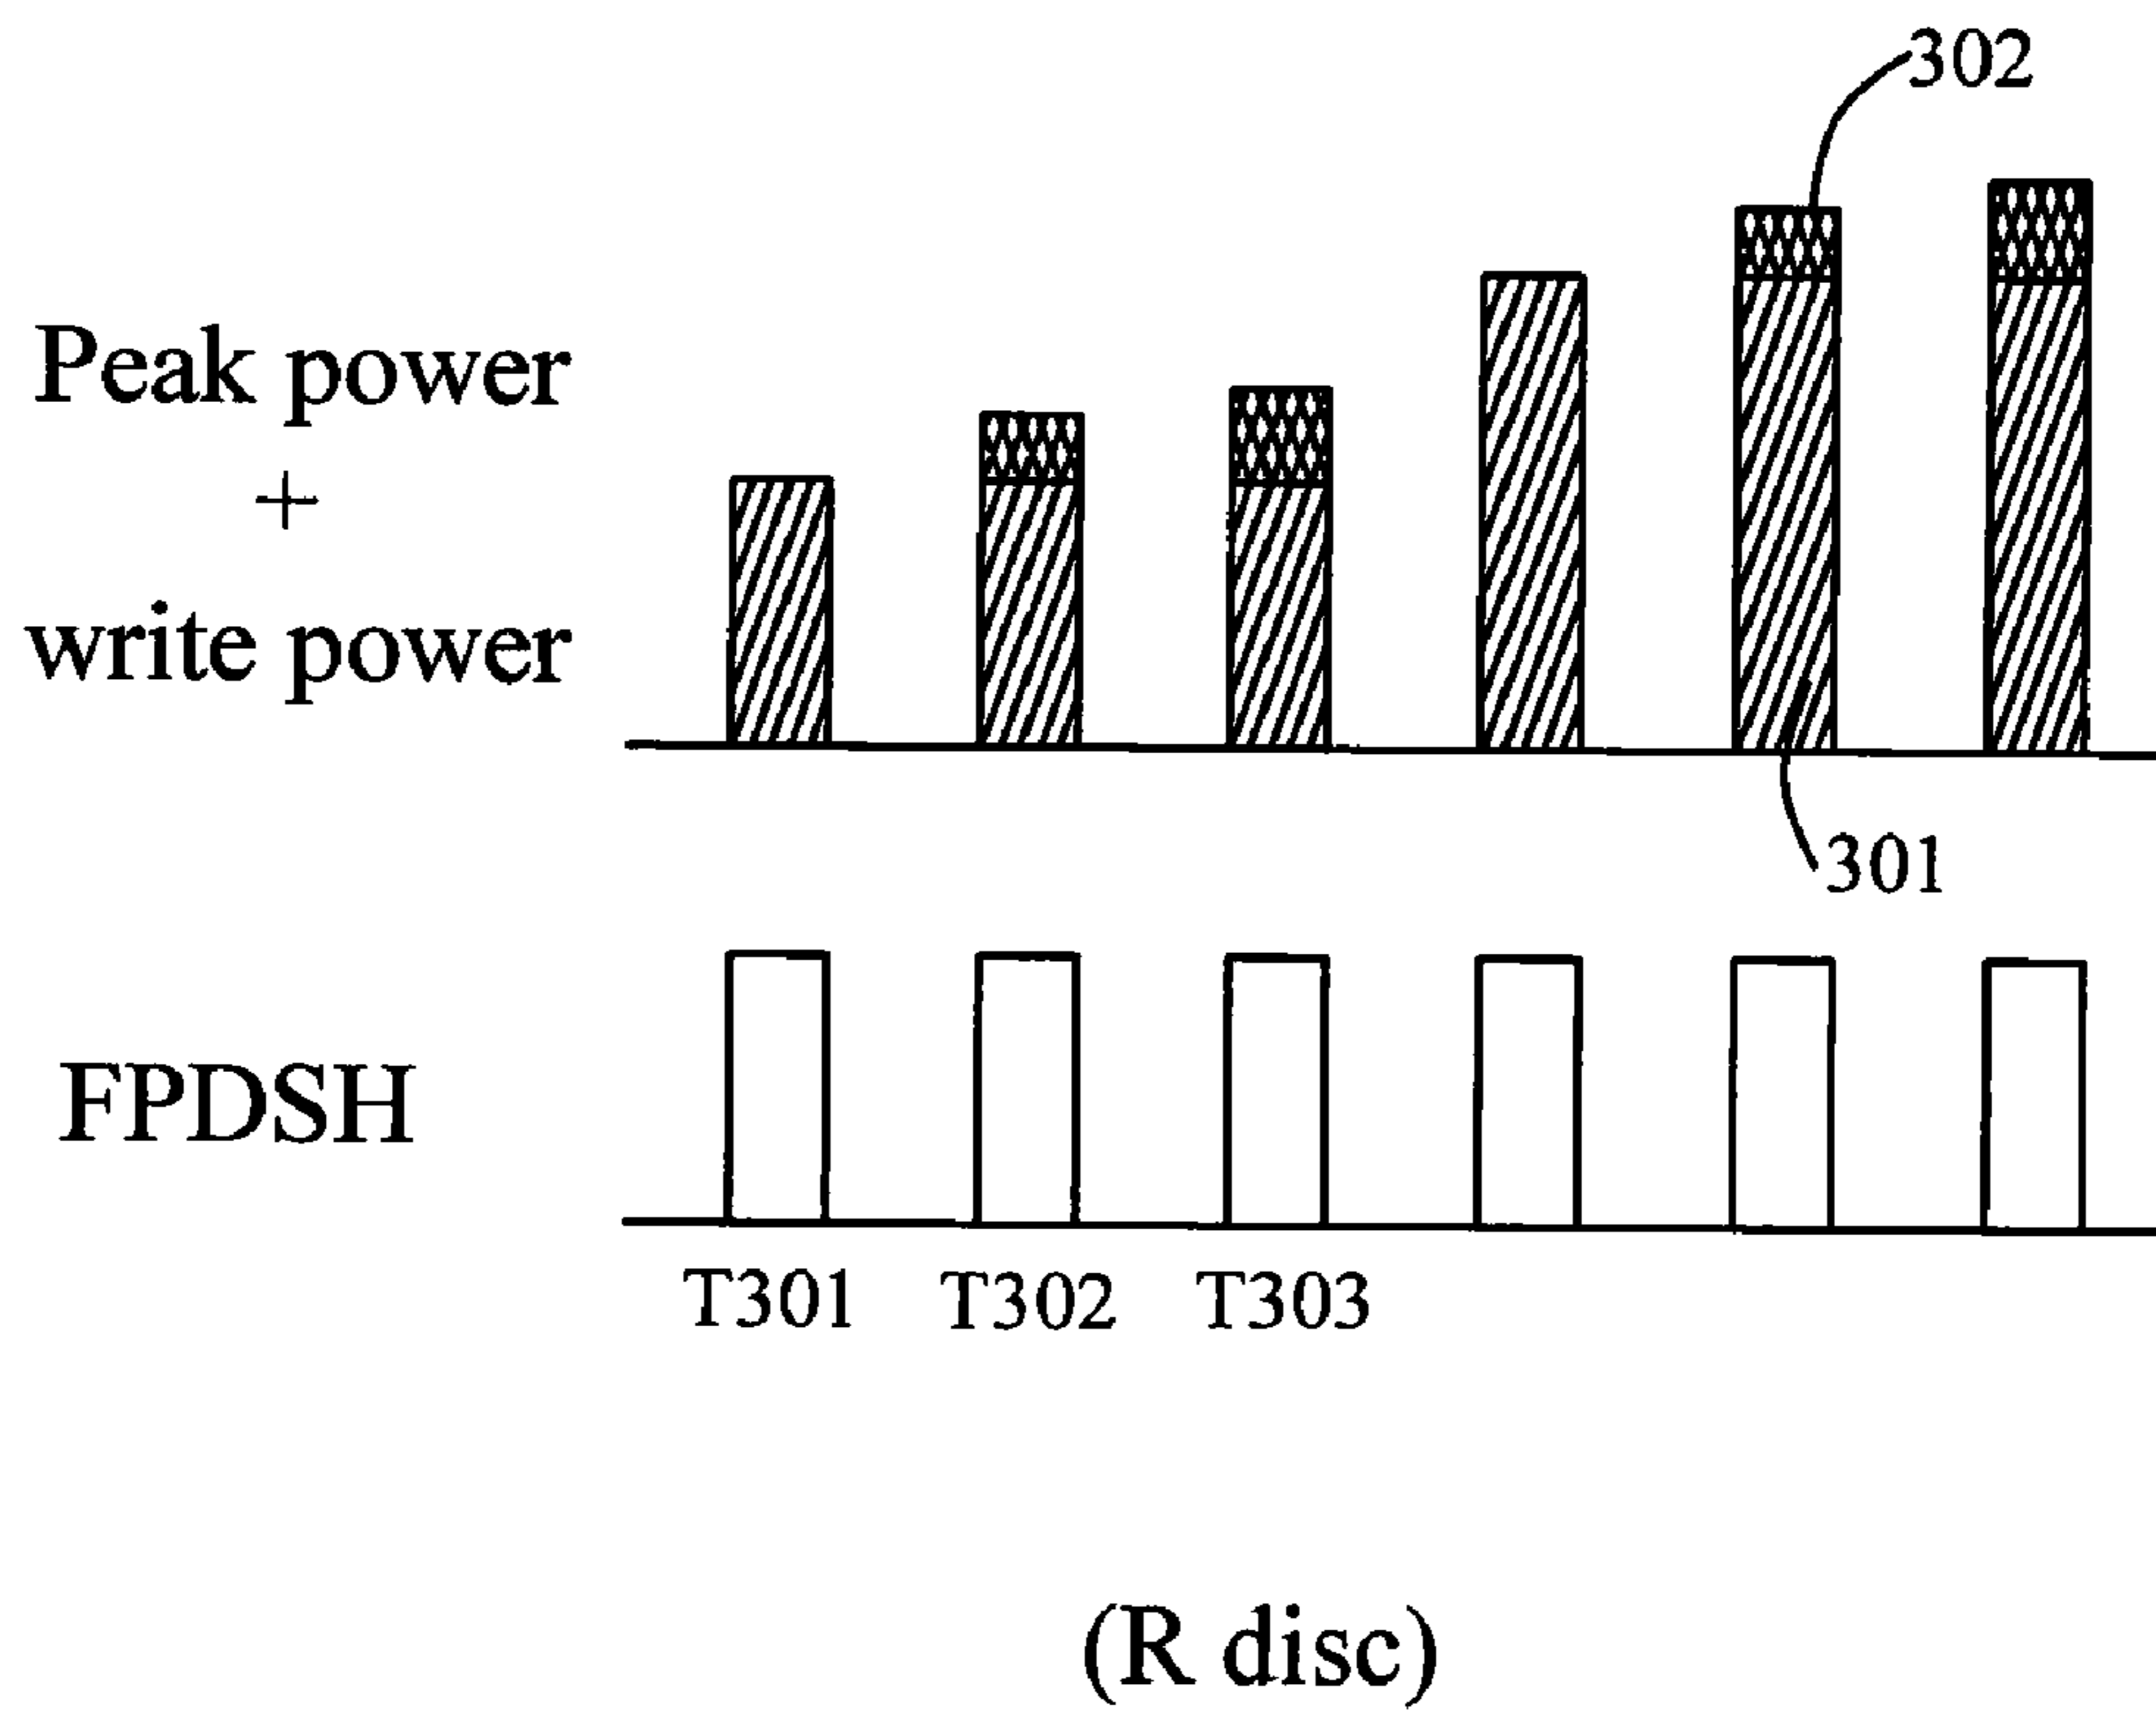 302
Peak power
+
write power
301
FPDSH
T301 T302 T303
(R disc)